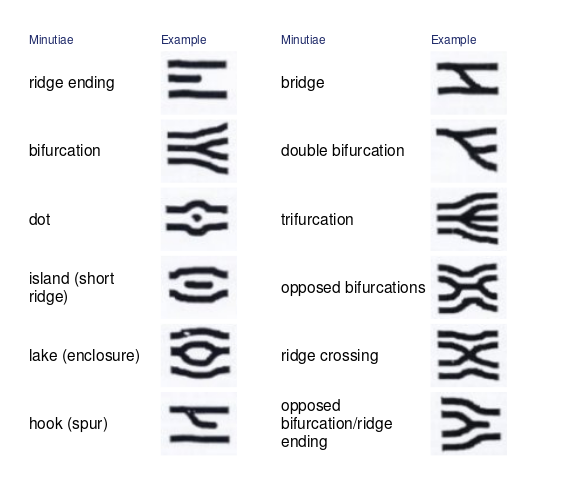 Minutiae Example Minutiae Example
ridge ending bridge
bifurcation double bifurcation
dot trifurcation
island (short
ridge) opposed bifurcations
lake (enclosure) ridge crossing
hook (spur) opposed
bifurcation/ridge
ending